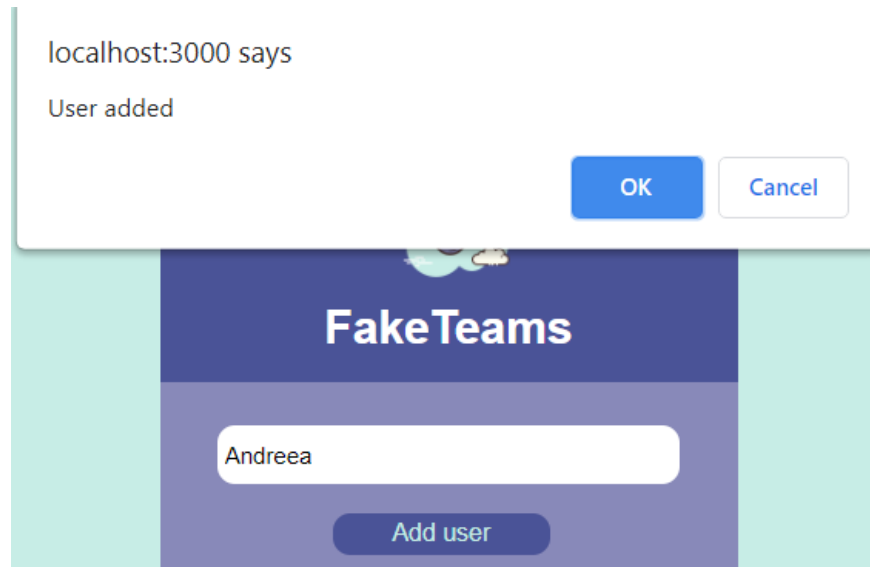 localhost:3000 says
User added
OK
Cancel
FakeTeams
Andreea
Add user